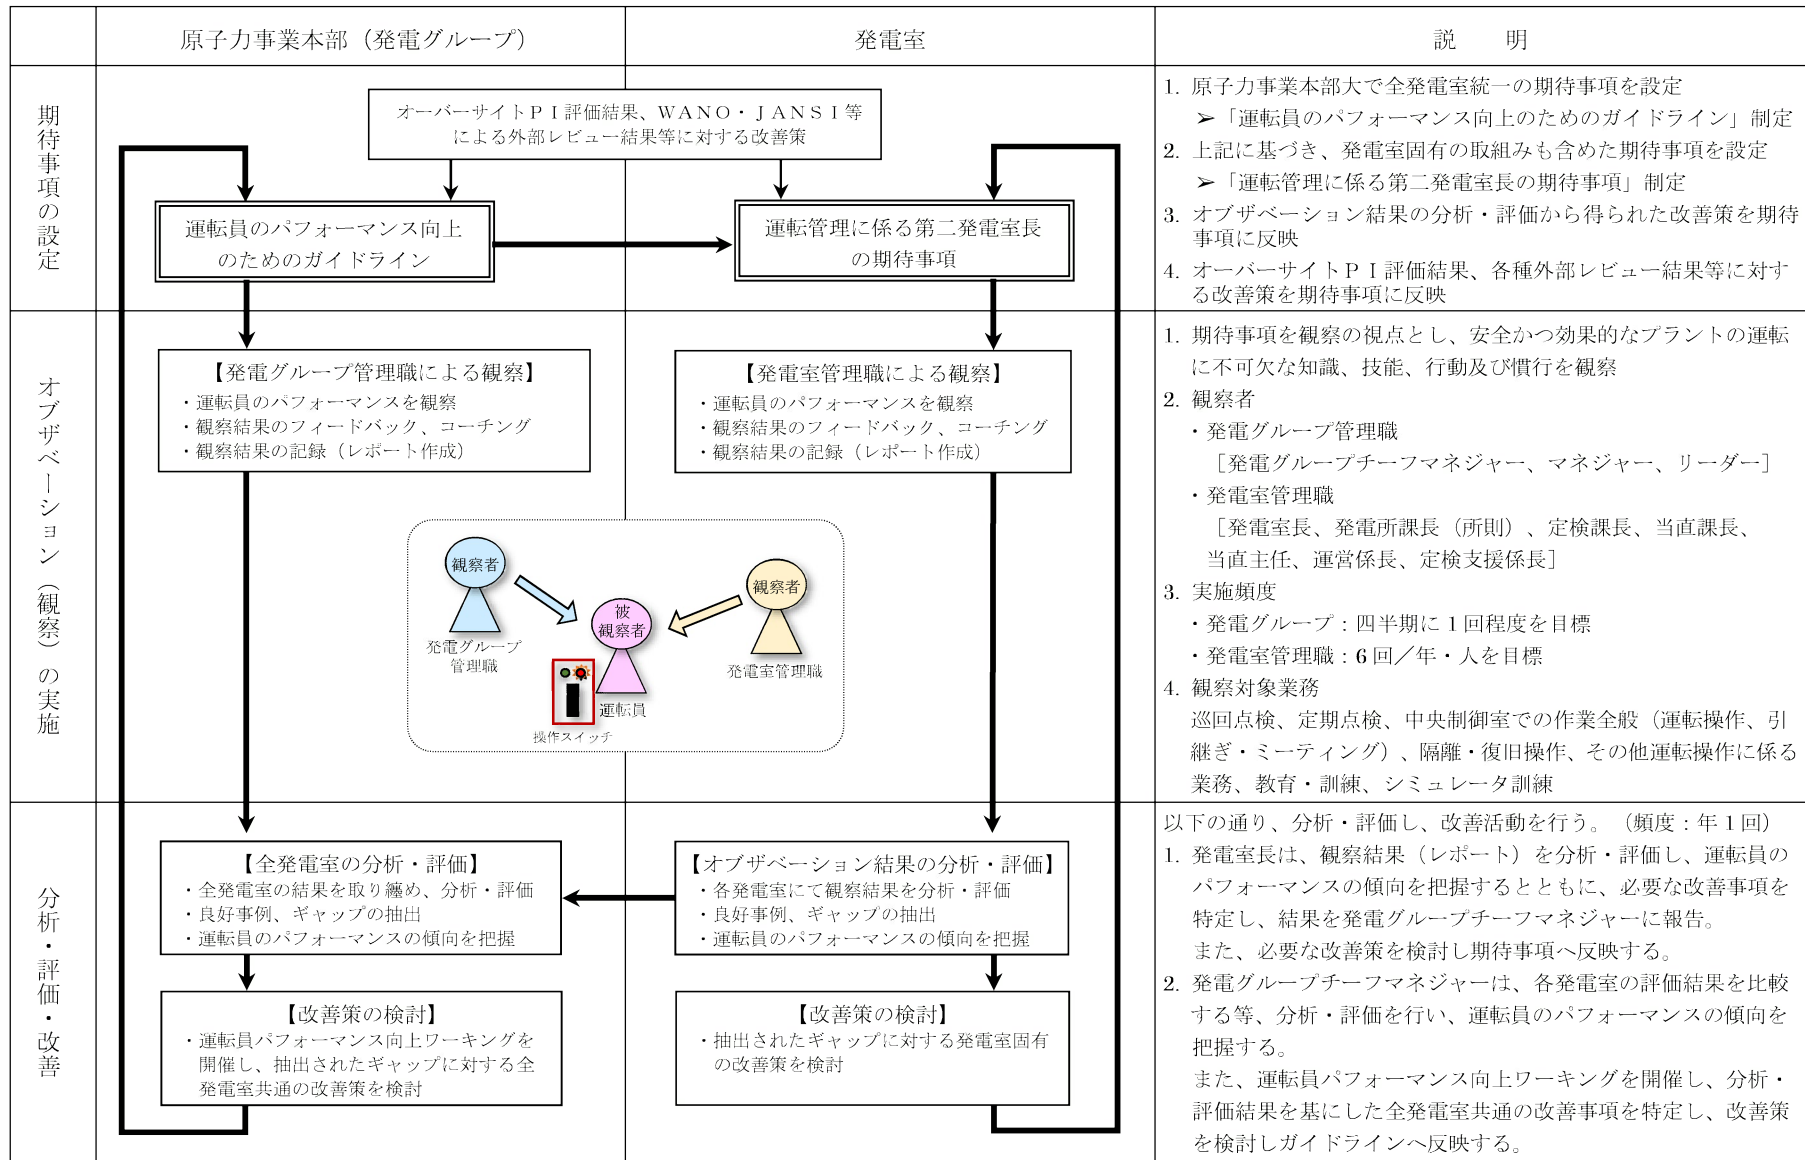 原子力事業本部（発電グループ）
発電室
説　　明
期待事項の設定
オーバーサイトＰＩ評価結果、ＷＡＮＯ・ＪＡＮＳＩ等
による外部レビュー結果等に対する改善策
運転員のパフォーマンス向上
のためのガイドライン
運転管理に係る第二発電室長
の期待事項
1. 原子力事業本部大で全発電室統一の期待事項を設定
➢「運転員のパフォーマンス向上のためのガイドライン」制定
2. 上記に基づき、発電室固有の取組みも含めた期待事項を設定
➢「運転管理に係る第二発電室長の期待事項」制定
3. オブザベーション結果の分析・評価から得られた改善策を期待
事項に反映
4. オーバーサイトＰＩ評価結果、各種外部レビュー結果等に対す
る改善策を期待事項に反映
オブザベーション（観察）の実施
【発電グループ管理職による観察】
・運転員のパフォーマンスを観察
・観察結果のフィードバック、コーチング
・観察結果の記録（レポート作成）
【発電室管理職による観察】
・運転員のパフォーマンスを観察
・観察結果のフィードバック、コーチング
・観察結果の記録（レポート作成）
観察者
発電グループ
管理職
被
観察者
運転員
操作スイッチ
観察者
発電室管理職
1. 期待事項を観察の視点とし、安全かつ効果的なプラントの運転
に不可欠な知識、技能、行動及び慣行を観察
2. 観察者
・発電グループ管理職
［発電グループチーフマネジャー、マネジャー、リーダー］
・発電室管理職
［発電室長、発電所課長（所則）、定検課長、当直課長、
当直主任、運営係長、定検支援係長］
3. 実施頻度
・発電グループ：四半期に１回程度を目標
・発電室管理職：6 回／年・人を目標
4. 観察対象業務
巡回点検、定期点検、中央制御室での作業全般（運転操作、引
継ぎ・ミーティング）、隔離・復旧操作、その他運転操作に係る
業務、教育・訓練、シミュレータ訓練
分析・評価・改善
【全発電室の分析・評価】
・全発電室の結果を取り纏め、分析・評価
・良好事例、ギャップの抽出
・運転員のパフォーマンスの傾向を把握
【オブザベーション結果の分析・評価】
・各発電室にて観察結果を分析・評価
・良好事例、ギャップの抽出
・運転員のパフォーマンスの傾向を把握
【改善策の検討】
・運転員パフォーマンス向上ワーキングを
開催し、抽出されたギャップに対する全
発電室共通の改善策を検討
【改善策の検討】
・抽出されたギャップに対する発電室固有
の改善策を検討
以下の通り、分析・評価し、改善活動を行う。（頻度：年１回）
1. 発電室長は、観察結果（レポート）を分析・評価し、運転員の
パフォーマンスの傾向を把握するとともに、必要な改善事項を
特定し、結果を発電グループチーフマネジャーに報告。
また、必要な改善策を検討し期待事項へ反映する。
2. 発電グループチーフマネジャーは、各発電室の評価結果を比較
する等、分析・評価を行い、運転員のパフォーマンスの傾向を
把握する。
また、運転員パフォーマンス向上ワーキングを開催し、分析・
評価結果を基にした全発電室共通の改善事項を特定し、改善策
を検討しガイドラインへ反映する。